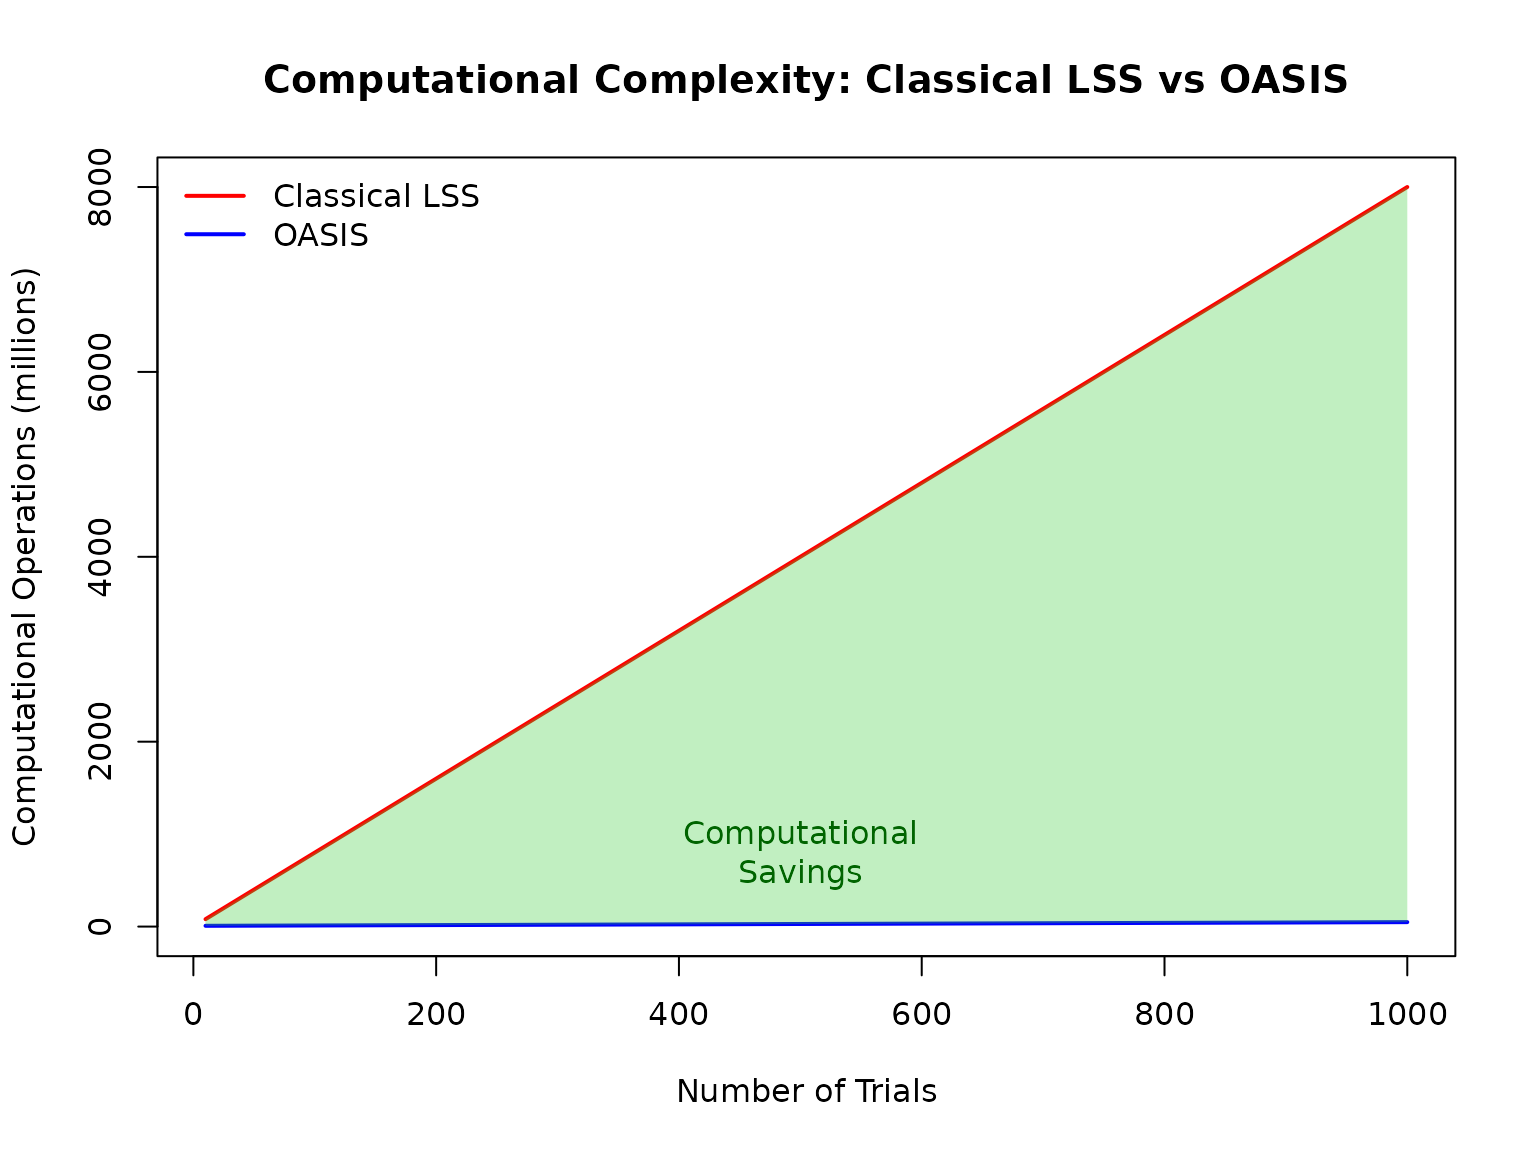 Computational Complexity: Classical LSS vs OASIS
Classical LSS
OASIS
Computational Operations (millions)
8000
6000
4000
2000
0
Computational
Savings
0 200 400 600 800 1000
Number of Trials